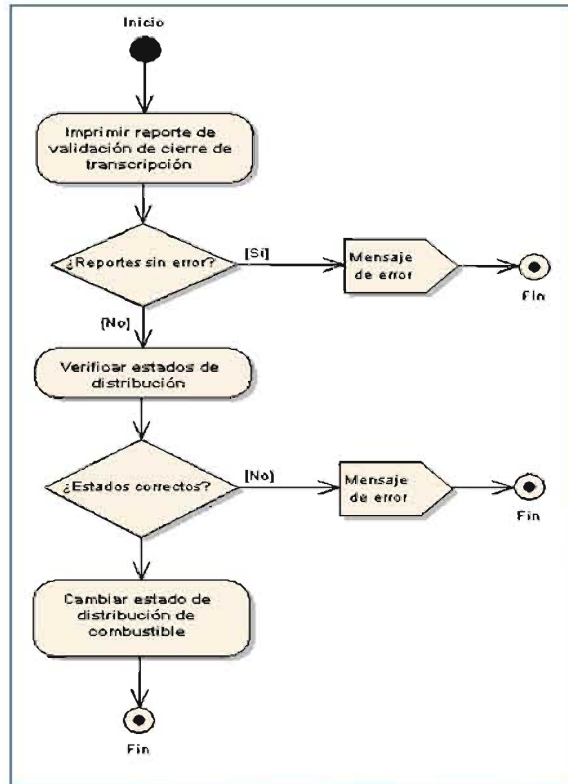 Inicio
Imprimir reporte de
validación de cierre de
transcripción
¿Reportes sin error?
[Sí]
Mensaje
de error
Fin
[No]
Verificar estados de
distribución
¿Estados correctos?
[No]
Mensaje
de error
Fin
Cambiar estado de
distribución de
combustible
Fin